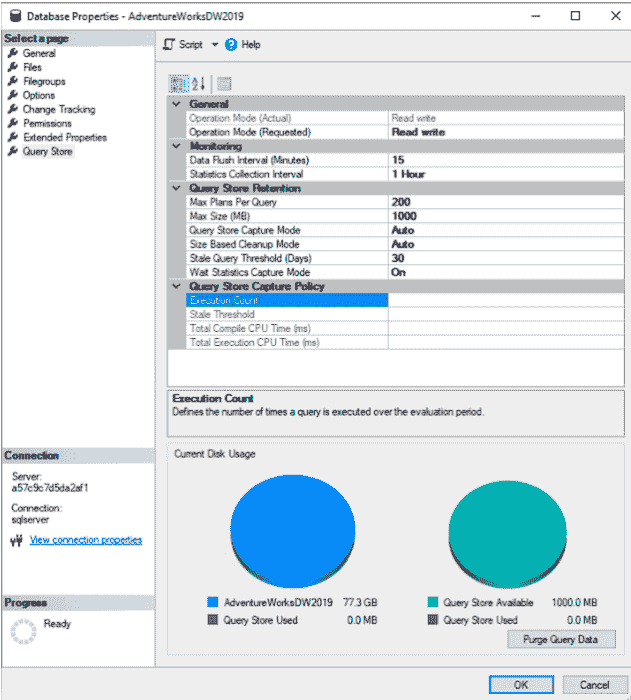 Database Properties - AdventureWorksDW2019
Select a page
General
Files
Filegroups
Options
Change Tracking
Permissions
Extended Properties
Query Store
Script
Help
General
Operation Mode (Actual) Read write
Operation Mode (Requested) Read write
Monitoring
Data Flush Interval (Minutes) 15
Statistics Collection Interval 1 Hour
Query Store Retention
Max Plans Per Query 200
Max Size (MB) 1000
Query Store Capture Mode Auto
Size Based Cleanup Mode Auto
Stale Query Threshold (Days) 30
Wait Statistics Capture Mode On
Query Store Capture Policy
Execution Count
Stale Threshold
Total Compile CPU Time (ms)
Total Execution CPU Time (ms)
Execution Count
Defines the number of times a query is executed over the evaluation period.
Connection
Server:
a57c9c7d5da2af1
Connection:
sqlserver
View connection properties
Progress
Ready
Current Disk Usage
AdventureWorksDW2019 77.3 GB
Query Store Used 0.0 MB
Query Store Available 1000.0 MB
Query Store Used 0.0 MB
Purge Query Data
OK
Cancel